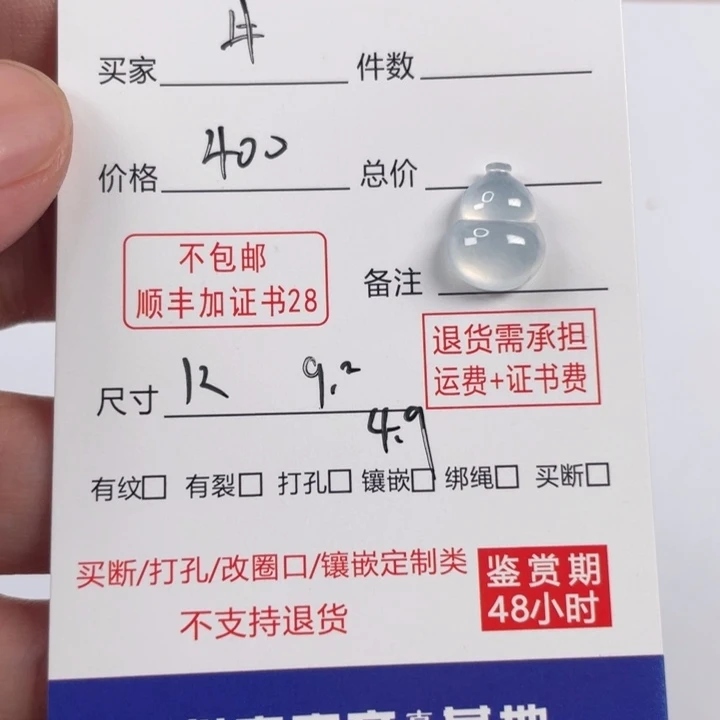 买家 件数
价格 400 总价
不包邮
顺丰加证书28
备注
退货需承担
运费+证书费
尺寸 12 9.2
4.9
有纹□ 有裂□ 打孔□ 镶嵌□ 绑绳□ 买断□
买断/打孔/改圈口/镶嵌定制类
不支持退货
鉴赏期
48小时